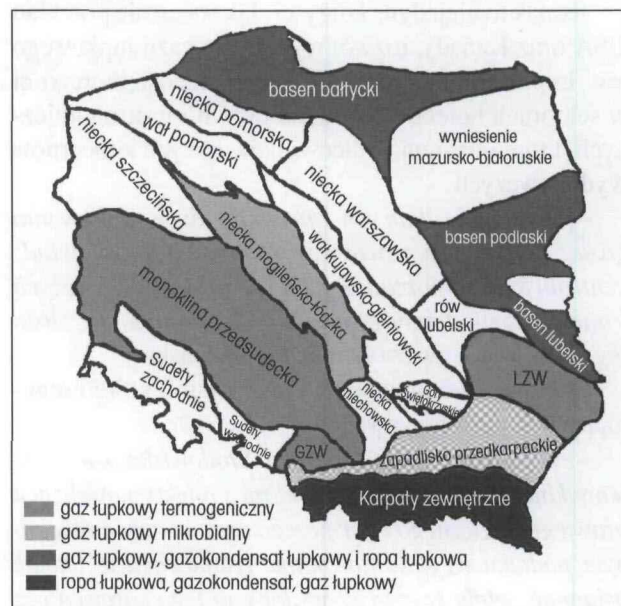 basen bałtycki
niecka pomorska
wał pomorski
niecka szczecińska
wyniesienie
mazursko-białoruskie
niecka warszawska
niecka mogileńsko-łódzka
wał kujawsko-gielniowski
basen podlaski
monoklina przedsudecka
rów
lubelski
basen lubelski
Sudety
zachodnie
LZW
niecka
miechowska
Góry
Świętokrzyskie
Sudety
wschodnie
GZW
zapadlisko przedkarpackie
Karpaty zewnętrzne
gaz łupkowy termogeniczny
gaz łupkowy mikrobialny
gaz łupkowy, gazokondensat łupkowy i ropa łupkowa
ropa łupkowa, gazokondensat, gaz łupkowy